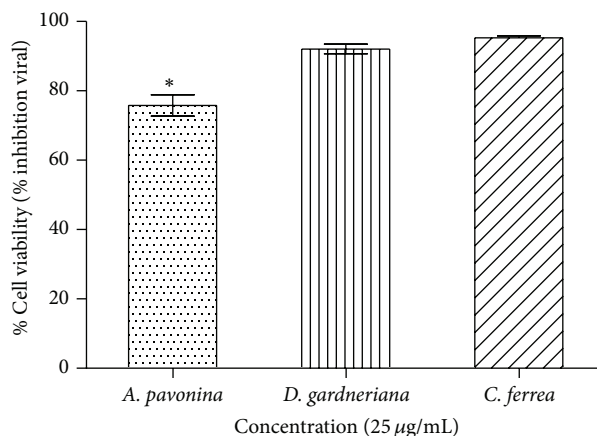 % Cell viability (% inhibition viral)
100
80
60
40
20
0
*
A. pavonina
D. gardneriana
C. ferrea
Concentration (25 μg/mL)